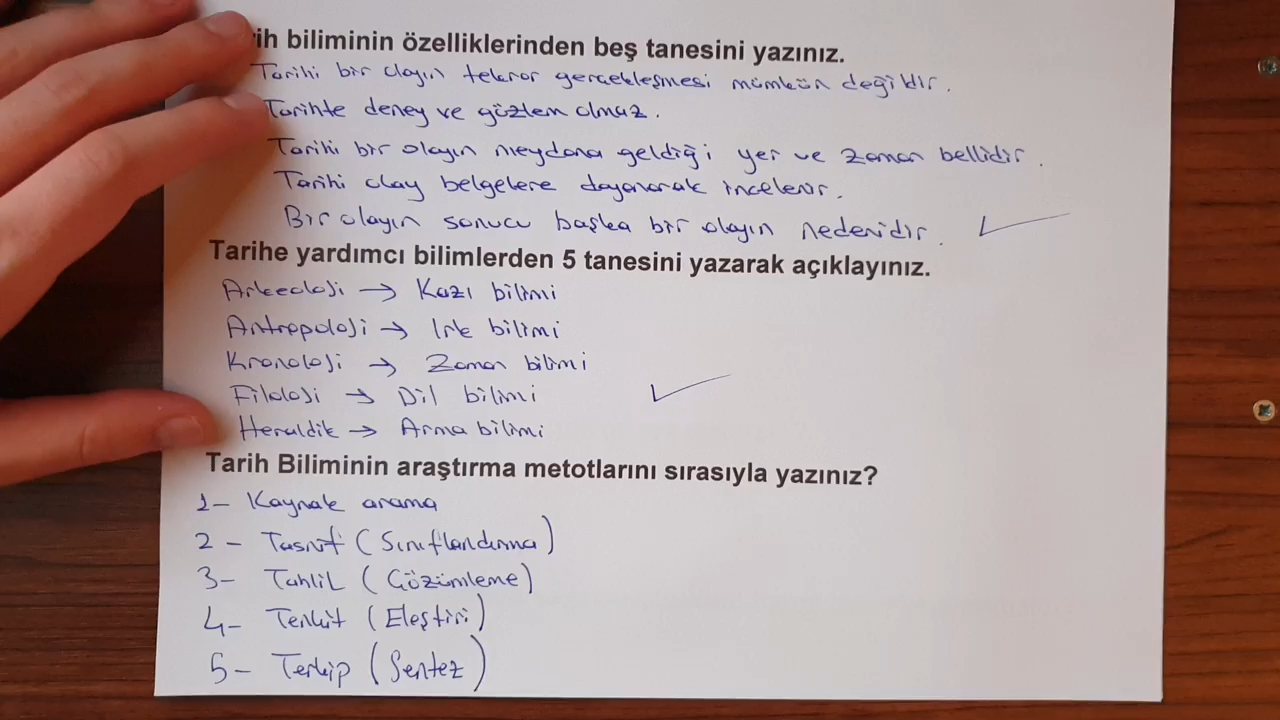 ih biliminin özelliklerinden beş tanesini yazınız.
Tarihi bir olayın tekrar gerçekleşmesi mümkün değildir.
Tarihte deney ve gözlem olmaz.
Tarihi bir olayın meydana geldiği yer ve zaman bellidir.
Tarihi olay belgelere dayanarak incelenir.
Bir olayın sonucu başka bir olayın nedenidir.
Tarihe yardımcı bilimlerden 5 tanesini yazarak açıklayınız.
Arkeoloji → Kazı bilimi
Antropoloji → Irk bilimi
Kronoloji → Zaman bilimi
Filoloji → Dil bilimi
Heraldik → Arma bilimi
Tarih Biliminin araştırma metotlarını sırasıyla yazınız?
1- Kaynak arama
2- Tasnif (Sınıflandırma)
3- Tahlil (Çözümleme)
4- Tenkit (Eleştiri)
5- Terkip (Sentez)